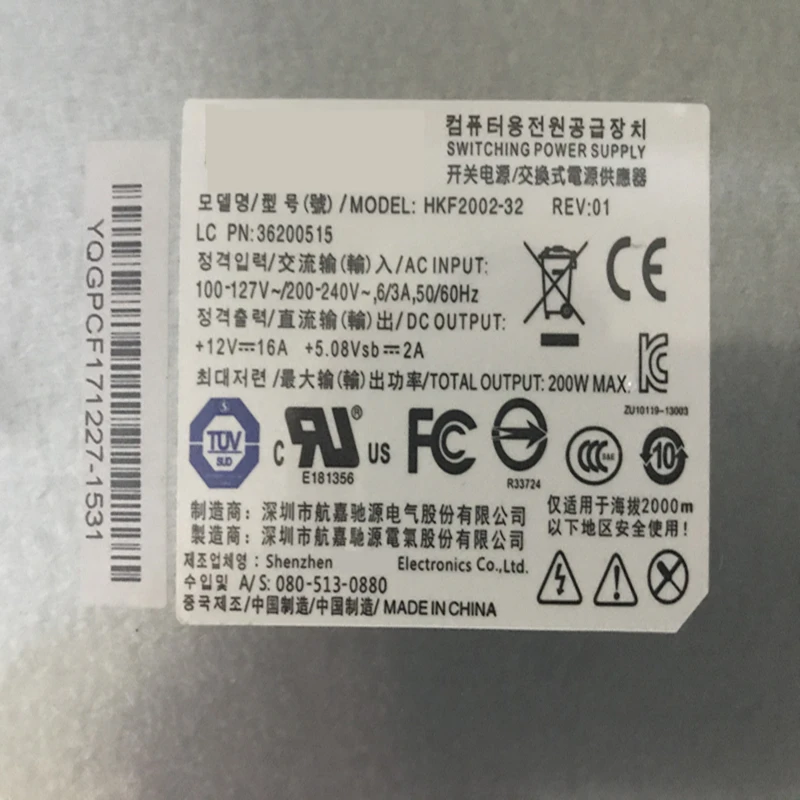 컴퓨터용전원공급장치
SWITCHING POWER SUPPLY
开关电源/交換式電源供應器
모델명/型号(號)/MODEL: HKF2002-32 REV:01
LC PN:36200515
정격입력/交流输(輸)入/AC INPUT:
100-127V~/200-240V~,6/3A,50/60Hz
정격출력/直流输(輸)出/DC OUTPUT:
+12V⎓16A +5.08Vsb⎓2A
최대저련/最大输(輸)出功率/TOTAL OUTPUT: 200W MAX.
ZU10119-13003
TÜV
SÜD
C UL US
E181356
FC
R33724
CCC S&E
10
制造商:深圳市航嘉驰源电气股份有限公司
製造商:深圳市航嘉馳源電氣股份有限公司
제조업체명: Shenzhen Electronics Co.,Ltd.
수입및 A/S: 080-513-0880
중국제조/中国制造/中国制造/MADE IN CHINA
仅适用于海拨2000m
以下地区安全使用!
YQGPCF171227-1531